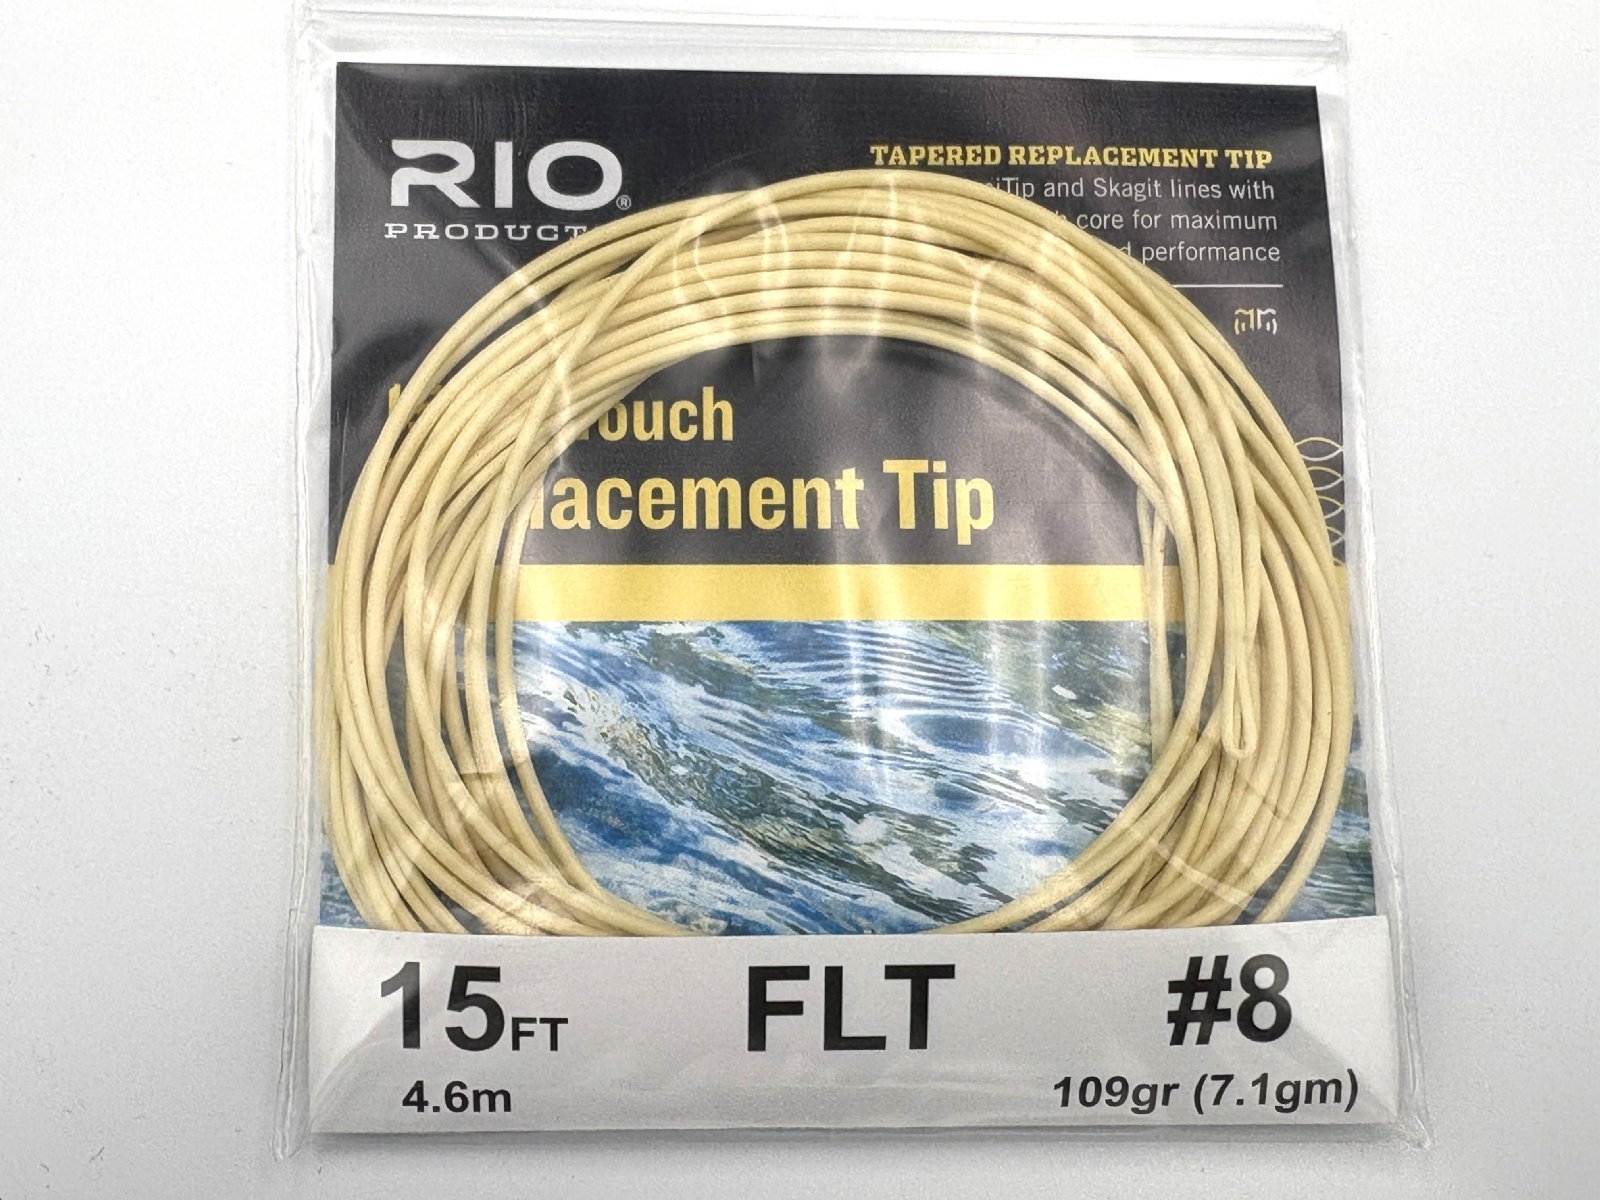 RIO®
PRODUCT
TAPERED REPLACEMENT TIP
Tip and Skagit lines with
core for maximum
performance
ouch
lacement Tip
15FT
FLT
#8
4.6m
109gr (7.1gm)